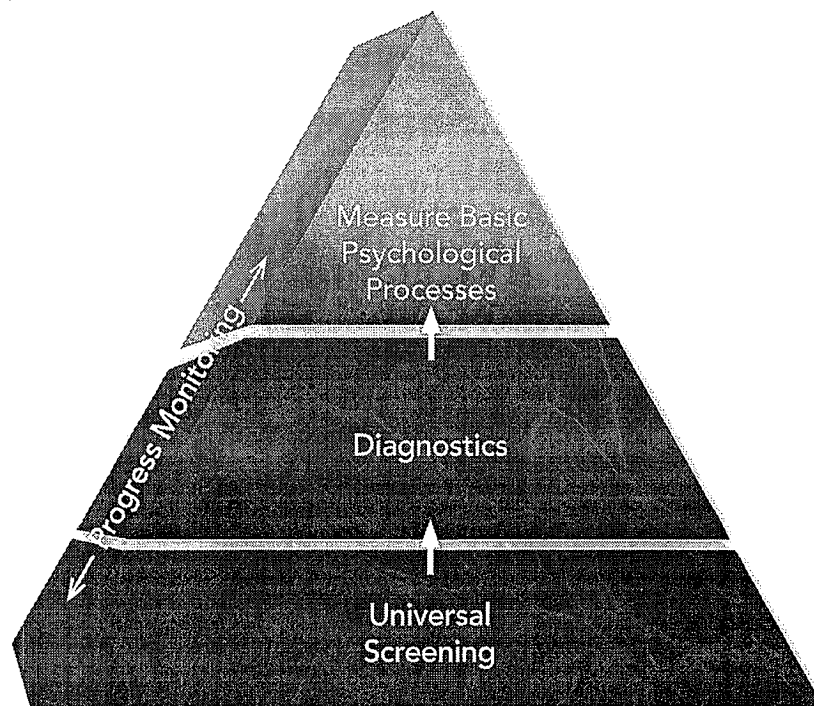 Measure Basic
Psychological
Processes
Progress Monitoring
Diagnostics
Universal
Screening